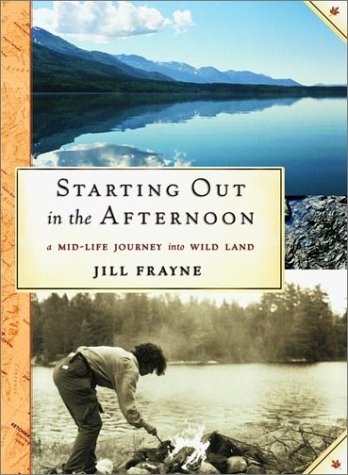 STARTING OUT
in the AFTERNOON
a MID-LIFE JOURNEY into WILD LAND
JILL FRAYNE